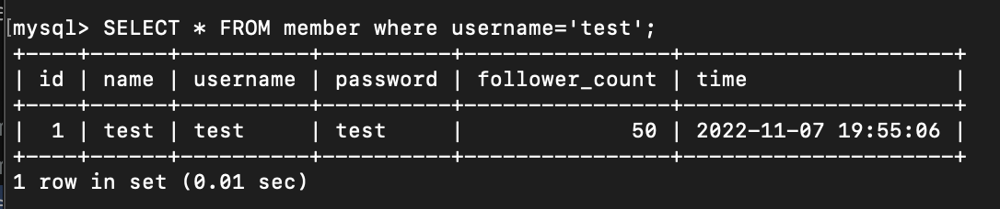 [mysql> SELECT * FROM member where username='test';
+----+------+----------+----------+----------------+---------------------+
| id | name | username | password | follower_count | time                |
+----+------+----------+----------+----------------+---------------------+
|  1 | test | test     | test     |             50 | 2022-11-07 19:55:06 |
+----+------+----------+----------+----------------+---------------------+
1 row in set (0.01 sec)